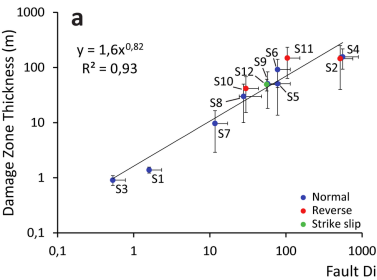 a
y = 1,6x^0,82
R² = 0,93
Damage Zone Thickness (m)
1000
100
10
1
0,1
S6
S11
S4
S9
S12
S2
S10
S5
S8
S7
S3
S1
Normal
Reverse
Strike slip
0,1
1
10
100
1000
Fault Di